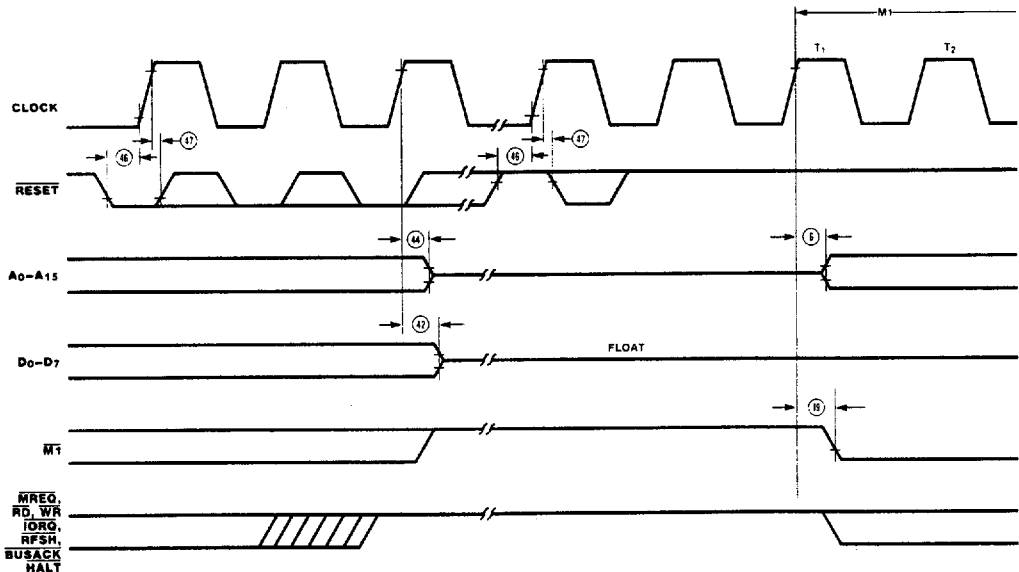 M1
T1
T2
CLOCK
47
46
46
47
RESET
44
6
A0–A15
42
FLOAT
D0–D7
19
M1
MREQ,
RD, WR
IORQ,
RFSH,
BUSACK
HALT